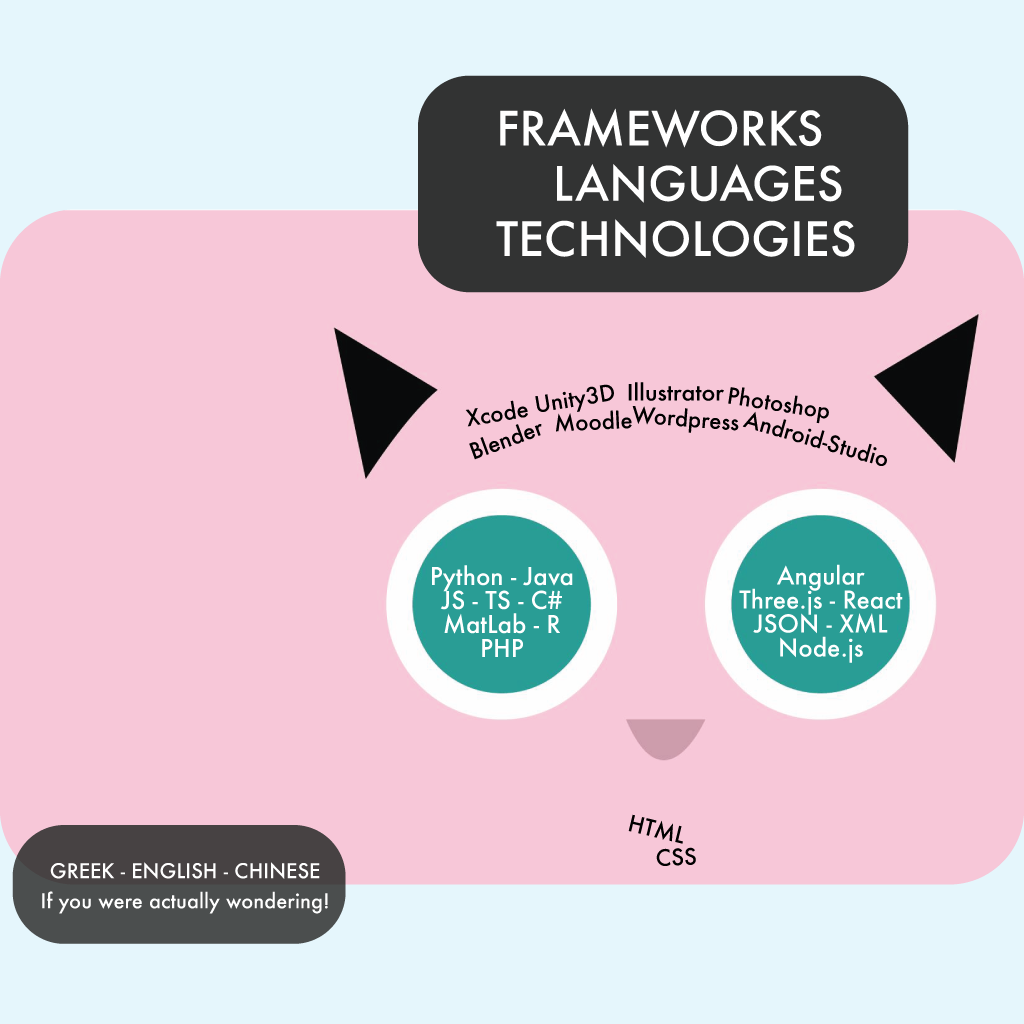 FRAMEWORKS
LANGUAGES
TECHNOLOGIES
Xcode Unity3D Illustrator Photoshop
Blender Moodle Wordpress Android-Studio
Python - Java
JS - TS - C#
MatLab - R
PHP
Angular
Three.js - React
JSON - XML
Node.js
HTML
CSS
GREEK - ENGLISH - CHINESE
If you were actually wondering!